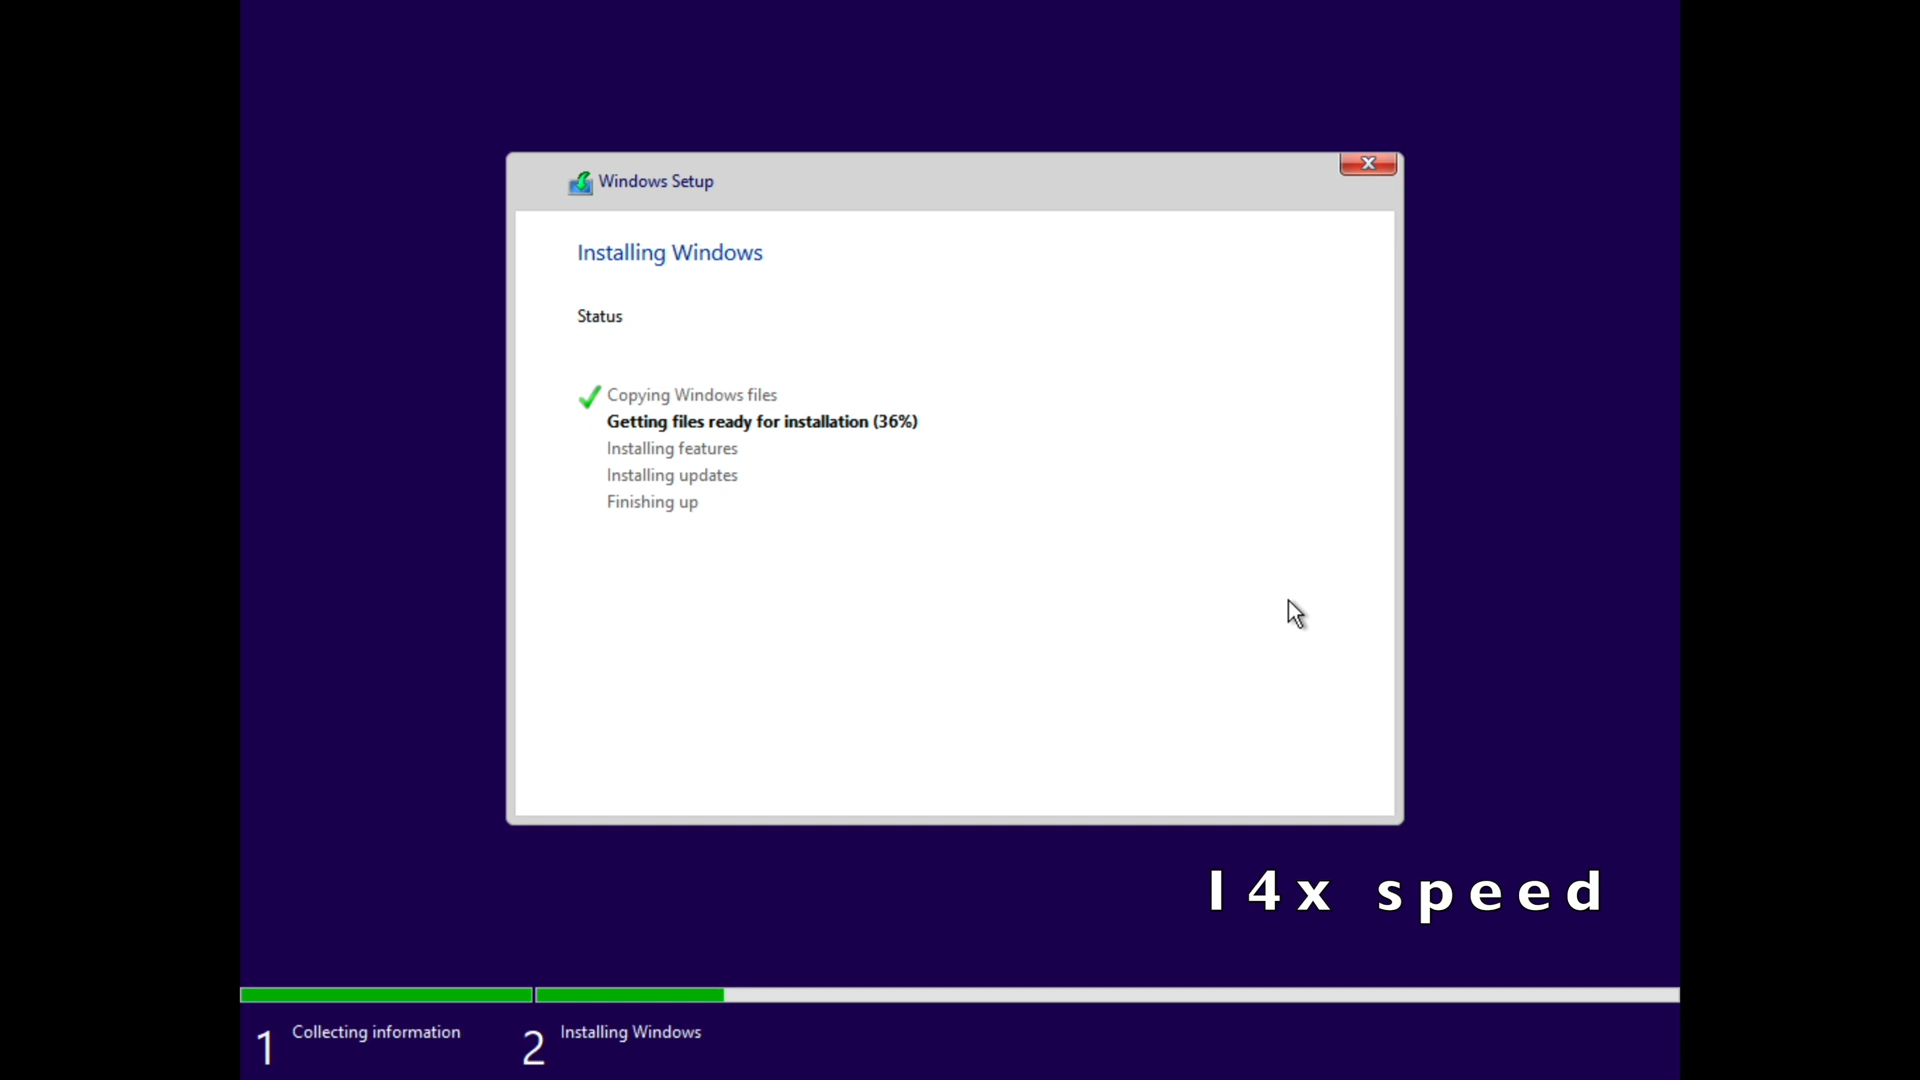 Windows Setup
Installing Windows
Status
Copying Windows files
Getting files ready for installation (36%)
Installing features
Installing updates
Finishing up
14x speed
1 Collecting information
2 Installing Windows